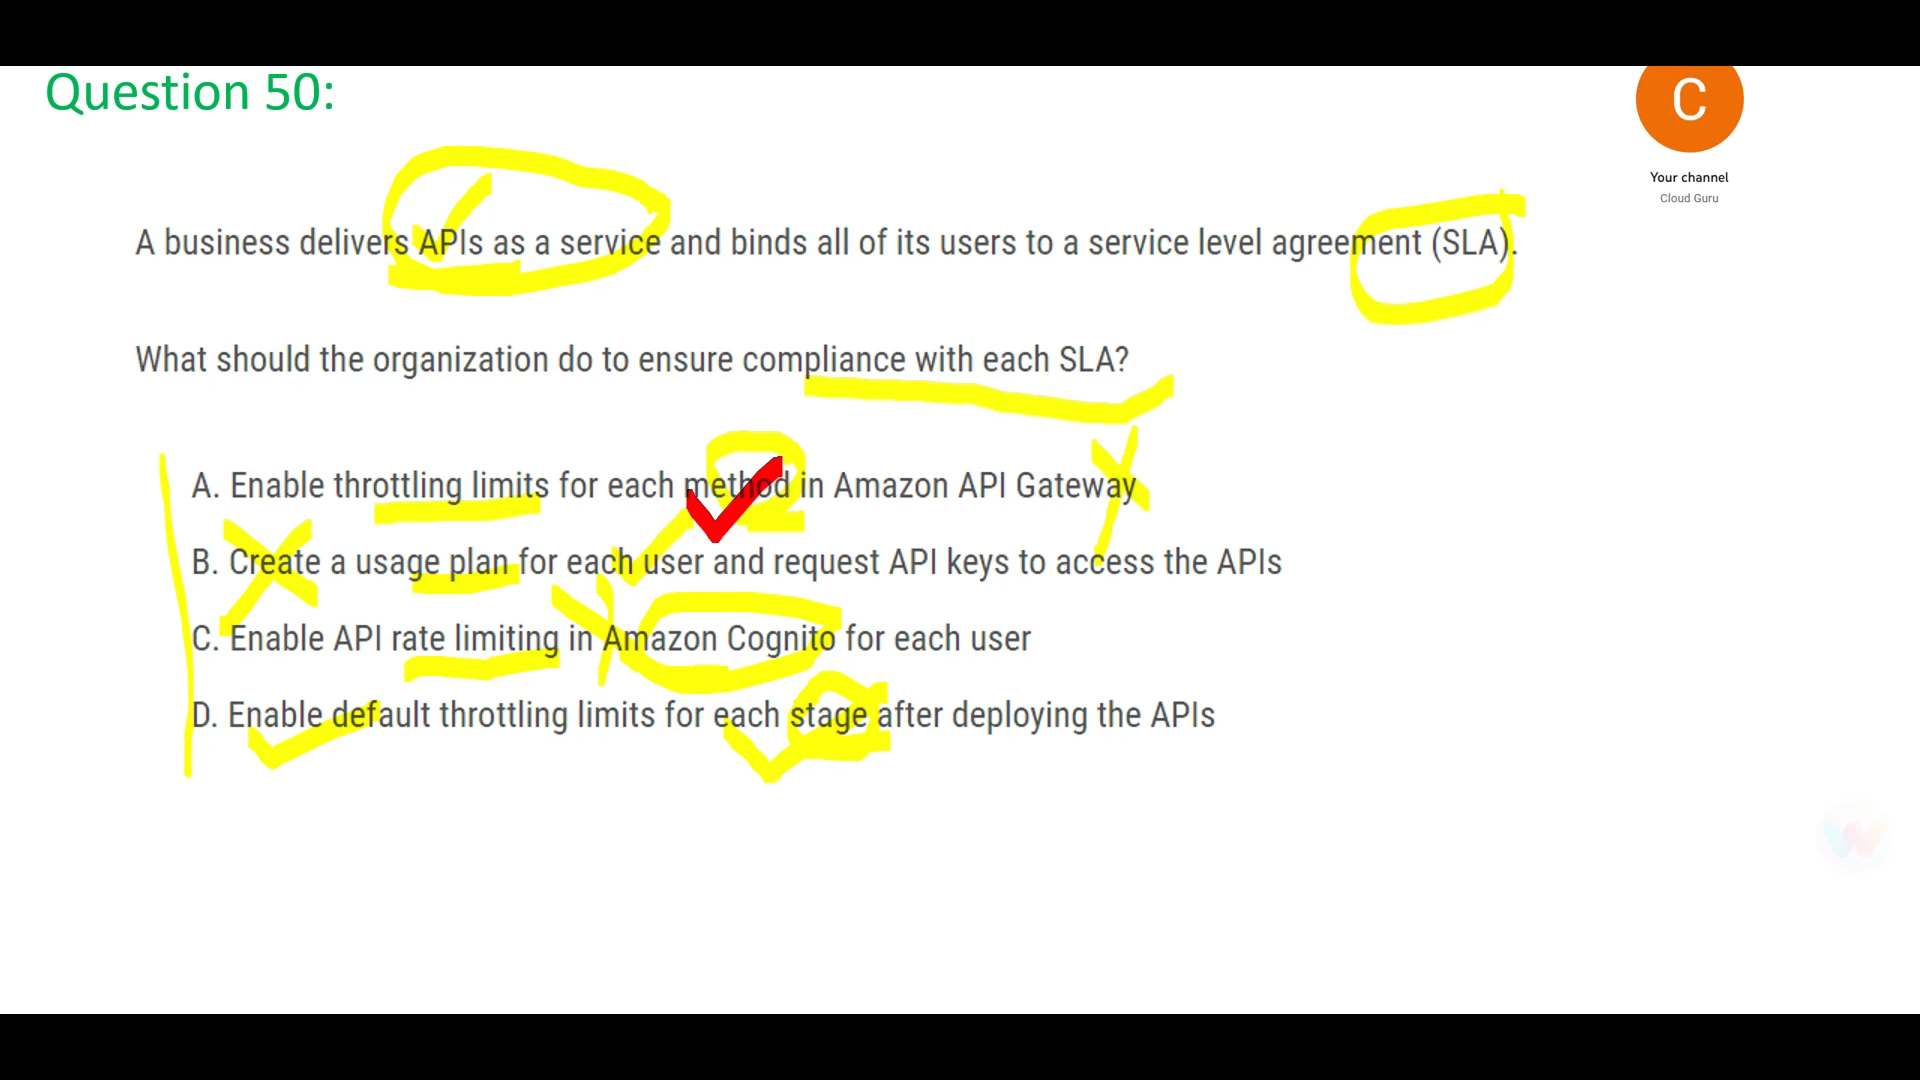 Question 50:
C
Your channel
Cloud Guru
A business delivers APIs as a service and binds all of its users to a service level agreement (SLA).
What should the organization do to ensure compliance with each SLA?
A. Enable throttling limits for each method in Amazon API Gateway
B. Create a usage plan for each user and request API keys to access the APIs
C. Enable API rate limiting in Amazon Cognito for each user
D. Enable default throttling limits for each stage after deploying the APIs